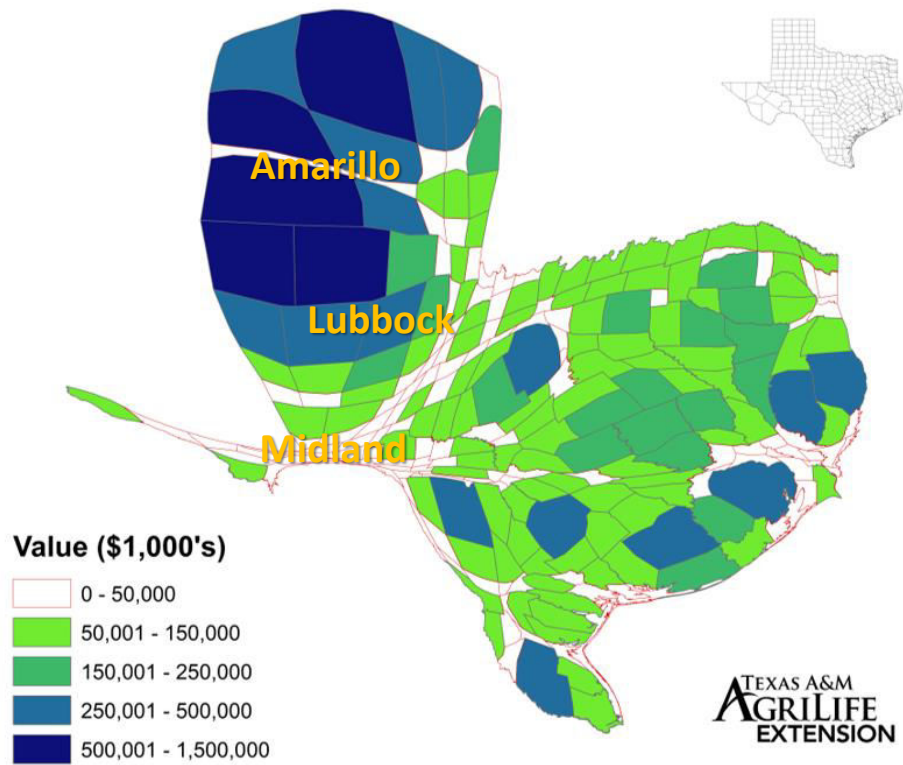 Amarillo
Lubbock
Midland
Value ($1,000's)
0 - 50,000
50,001 - 150,000
150,001 - 250,000
250,001 - 500,000
500,001 - 1,500,000
TEXAS A&M
AGRILIFE
EXTENSION